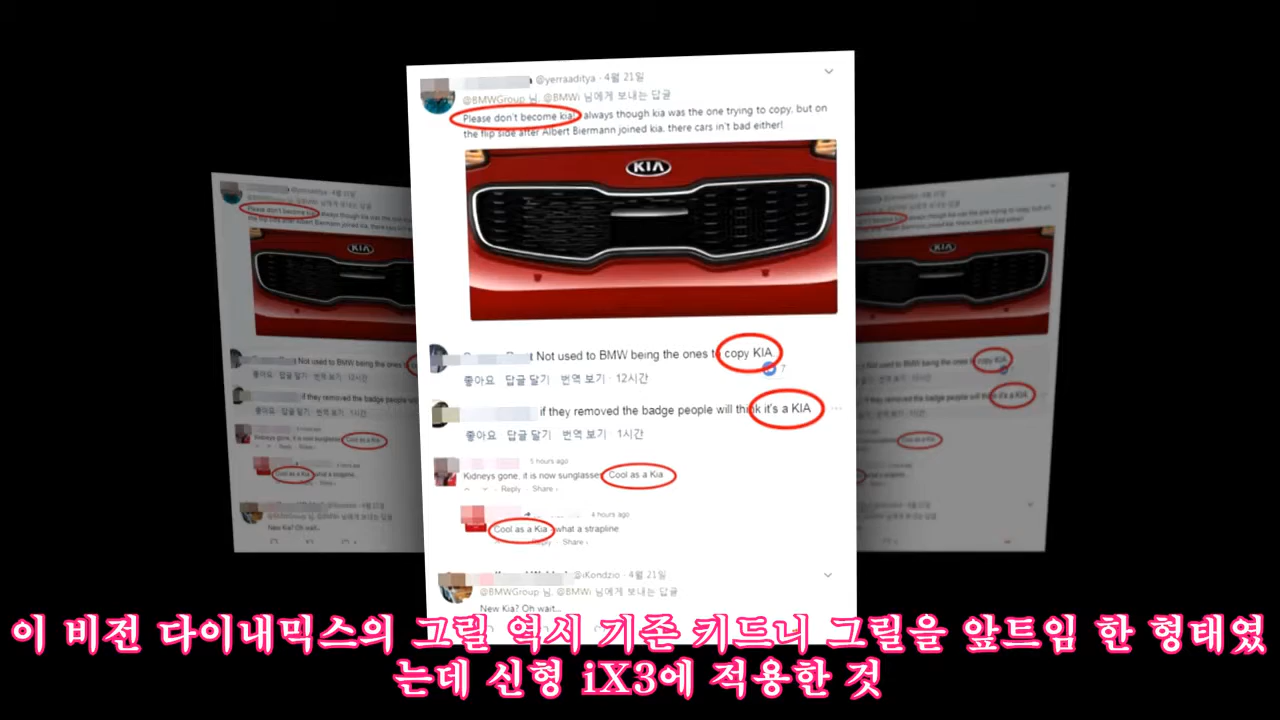 @yerraaditya · 4월 21일
@BMWGroup 님, @BMWi 님에게 보내는 답글
Please don't become kia! always though kia was the one trying to copy, but on
the flip side after Albert Biermann joined kia, there cars in't bad either!
KIA
Not used to BMW being the ones to copy KIA
7
좋아요 답글 달기 번역 보기 · 12시간
if they removed the badge people will think it's a KIA
좋아요 답글 달기 번역 보기 · 1시간
5 hours ago
Kidneys gone, it is now sunglasses Cool as a Kia
Reply Share
4 hours ago
Cool as a Kia - what a strapline
Reply Share
@iKondzio · 4월 21일
@BMWGroup 님, @BMWi 님에게 보내는 답글
New Kia? Oh wait...
이 비전 다이내믹스의 그릴 역시 기존 키드니 그릴을 앞트임 한 형태였
는데 신형 iX3에 적용한 것